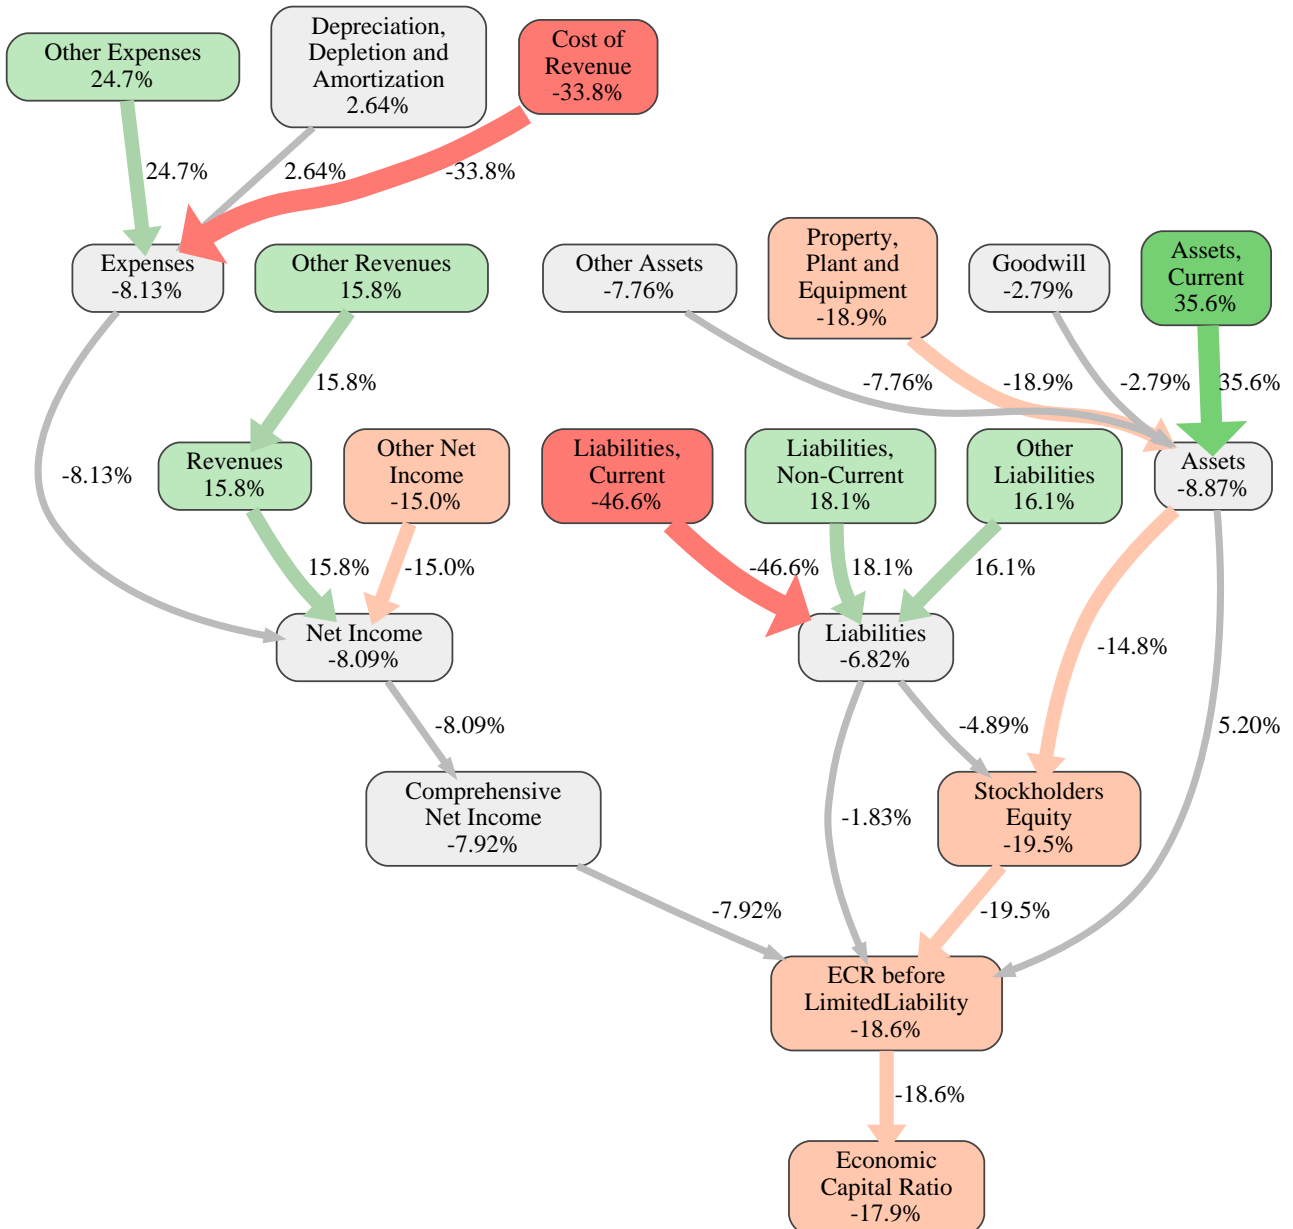 Other Expenses
24.7%
Depreciation,
Depletion and
Amortization
2.64%
Cost of
Revenue
-33.8%
24.7%
2.64%
-33.8%
Expenses
-8.13%
Other Revenues
15.8%
Other Assets
-7.76%
Property,
Plant and
Equipment
-18.9%
Goodwill
-2.79%
Assets,
Current
35.6%
15.8%
-7.76%
-18.9%
-2.79%
35.6%
-8.13%
Revenues
15.8%
Other Net
Income
-15.0%
Liabilities,
Current
-46.6%
Liabilities,
Non-Current
18.1%
Other
Liabilities
16.1%
Assets
-8.87%
15.8%
-15.0%
-46.6%
18.1%
16.1%
Net Income
-8.09%
Liabilities
-6.82%
-14.8%
-8.09%
-4.89%
5.20%
Comprehensive
Net Income
-7.92%
-1.83%
Stockholders
Equity
-19.5%
-7.92%
-19.5%
ECR before
LimitedLiability
-18.6%
-18.6%
Economic
Capital Ratio
-17.9%